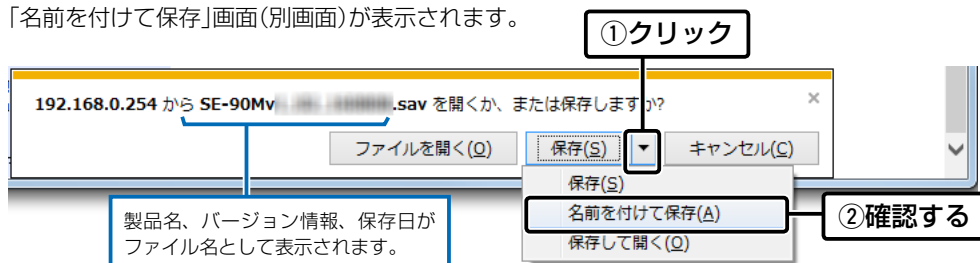 「名前を付けて保存」画面(別画面)が表示されます。
①クリック
192.168.0.254 から SE-90Mv .sav を開くか、または保存しますか?
×
ファイルを開く(O) 保存(S) ▼ キャンセル(C)
保存(S)
名前を付けて保存(A)
②確認する
保存して開く(O)
製品名、バージョン情報、保存日が
ファイル名として表示されます。